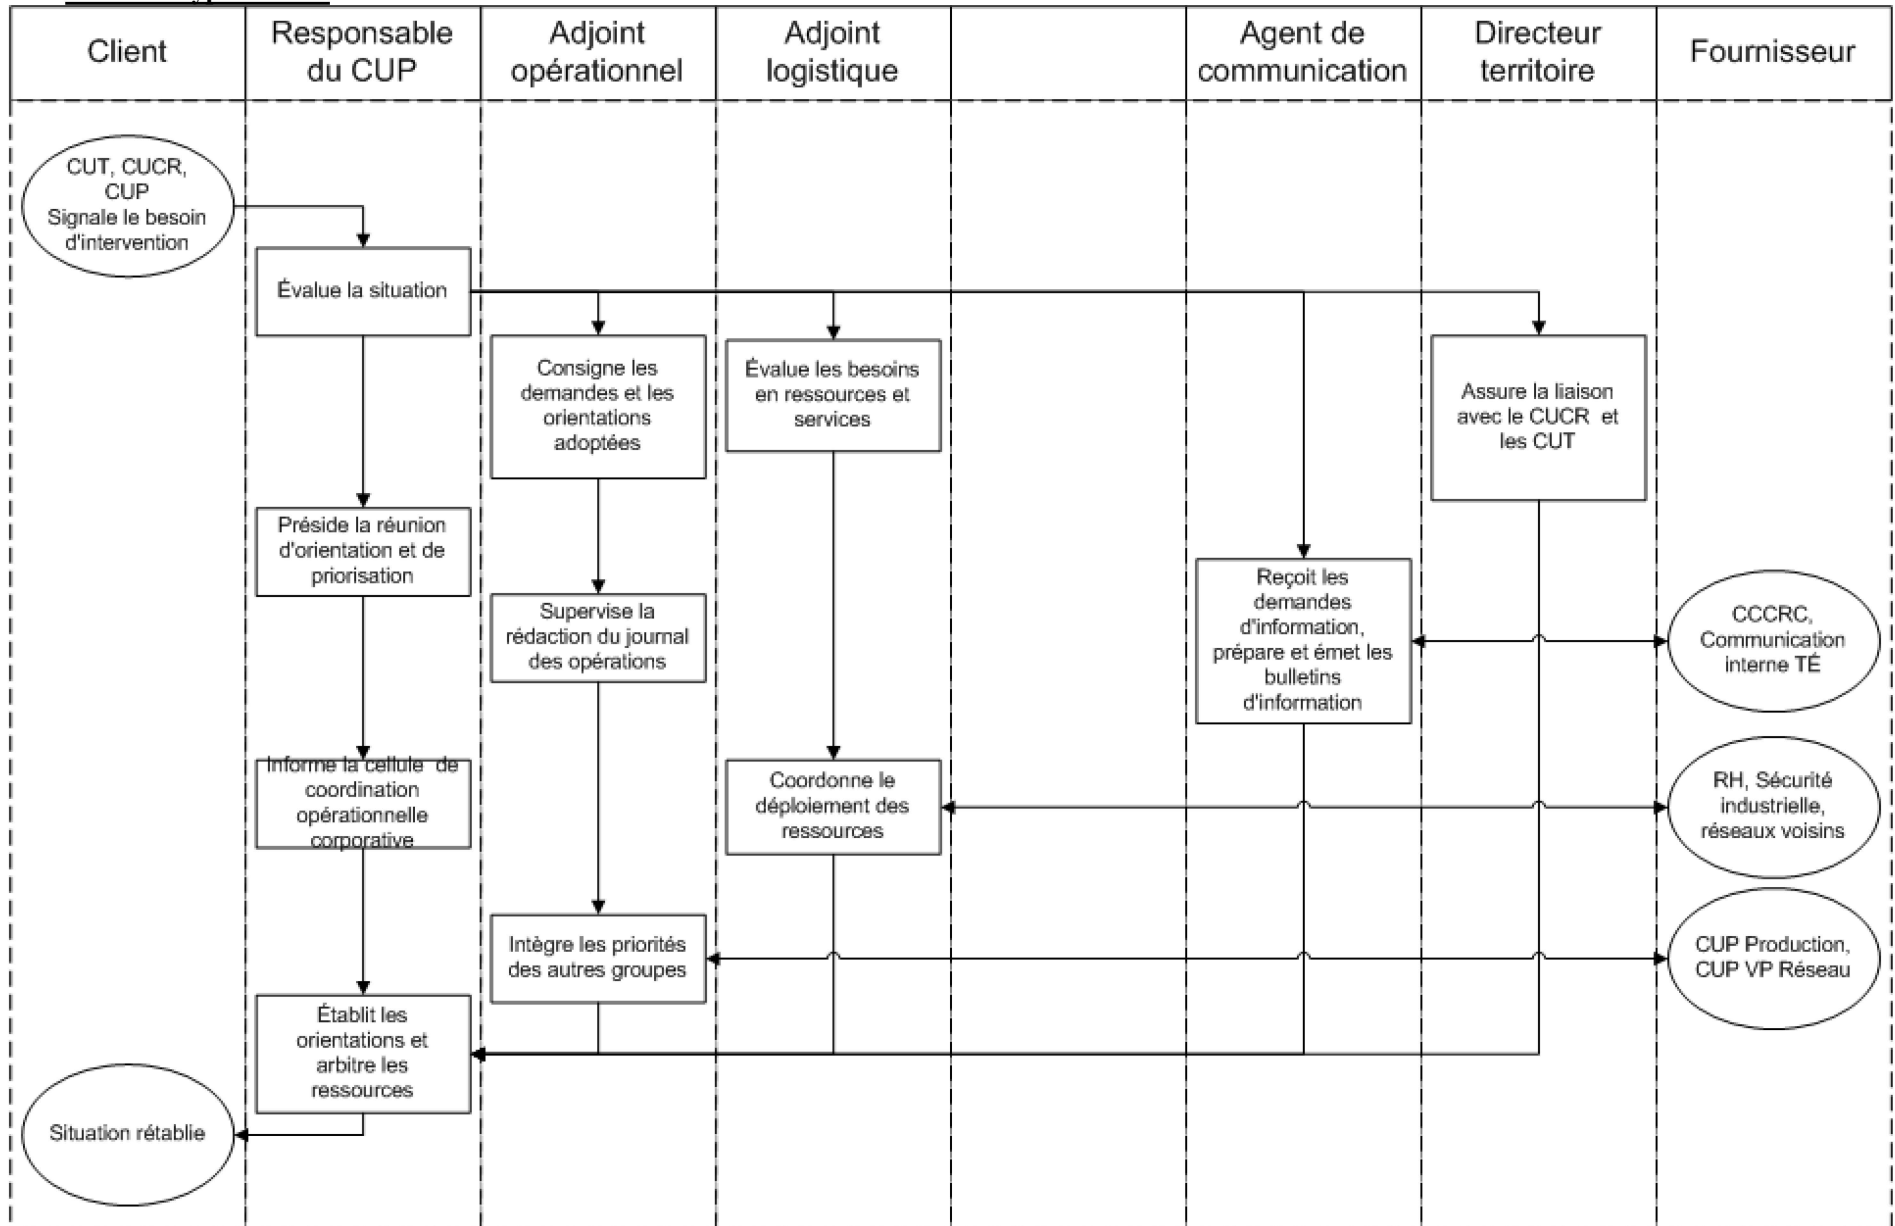 Client
Responsable
du CUP
Adjoint
opérationnel
Adjoint
logistique
Agent de
communication
Directeur
territoire
Fournisseur
CUT, CUCR,
CUP
Signale le besoin
d'intervention
Évalue la situation
Consigne les
demandes et les
orientations
adoptées
Évalue les besoins
en ressources et
services
Assure la liaison
avec le CUCR et
les CUT
Préside la réunion
d'orientation et de
priorisation
Supervise la
rédaction du journal
des opérations
Reçoit les
demandes
d'information,
prépare et émet les
bulletins
d'information
CCCRC,
Communication
interne TÉ
Informe la cellule de
coordination
opérationnelle
corporative
Coordonne le
déploiement des
ressources
RH, Sécurité
industrielle,
réseaux voisins
Intègre les priorités
des autres groupes
CUP Production,
CUP VP Réseau
Établit les
orientations et
arbitre les
ressources
Situation rétablie